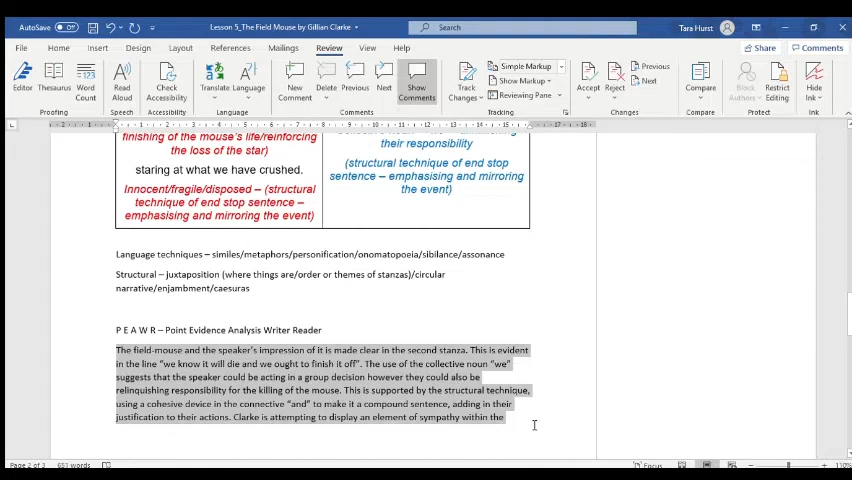 AutoSave Off Lesson 5_The Field Mouse by Gillian Clarke Search Tara Hurst
File Home Insert Design Layout References Mailings Review View Help Share Comments
Editor Thesaurus Word Count Read Aloud Check Accessibility Translate Language New Comment Delete Previous Next Show Comments Track Changes Simple Markup Show Markup Reviewing Pane Accept Reject Previous Next Compare Block Authors Restrict Editing Hide Ink
Proofing Speech Accessibility Language Comments Tracking Changes Compare Protect Ink
finishing of the mouse's life/reinforcing
the loss of the star)
staring at what we have crushed.
Innocent/fragile/disposed – (structural
technique of end stop sentence –
emphasising and mirroring the event)
their responsibility
(structural technique of end stop
sentence – emphasising and mirroring
the event)
Language techniques – similes/metaphors/personification/onomatopoeia/sibilance/assonance
Structural – juxtaposition (where things are/order or themes of stanzas)/circular
narrative/enjambment/caesuras
P E A W R – Point Evidence Analysis Writer Reader
The field-mouse and the speaker's impression of it is made clear in the second stanza. This is evident
in the line "we know it will die and we ought to finish it off". The use of the collective noun "we"
suggests that the speaker could be acting in a group decision however they could also be
relinquishing responsibility for the killing of the mouse. This is supported by the structural technique,
using a cohesive device in the connective "and" to make it a compound sentence, adding in their
justification to their actions. Clarke is attempting to display an element of sympathy within the
Page 2 of 3 651 words Focus 110%